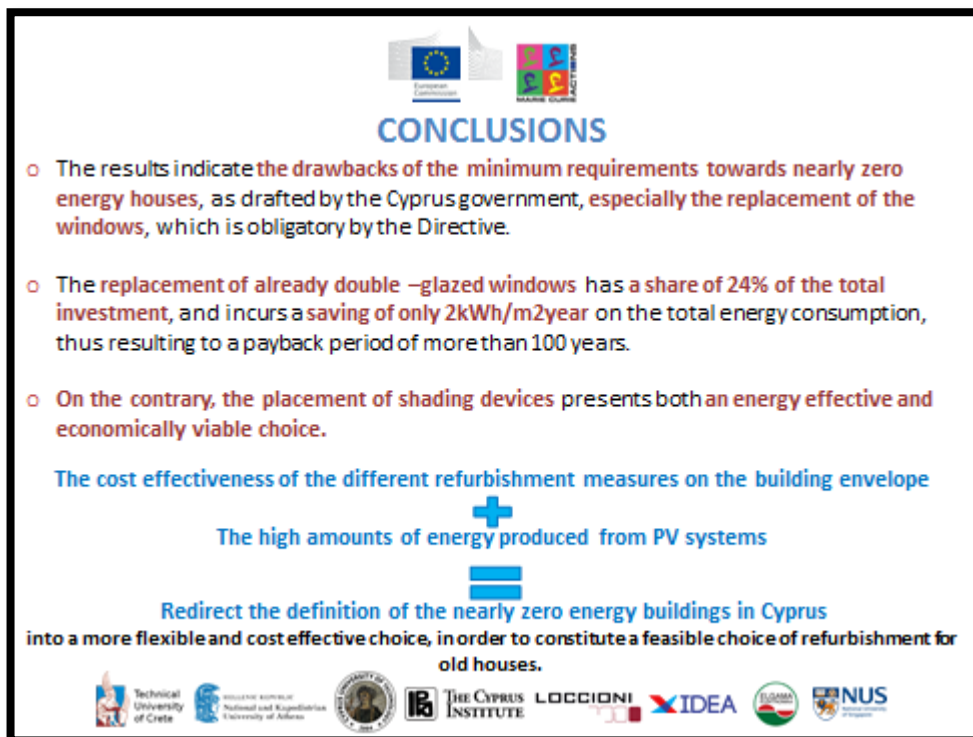 European
Commission
MARIE CURIE
ACTIONS
CONCLUSIONS
o The results indicate the drawbacks of the minimum requirements towards nearly zero
energy houses, as drafted by the Cyprus government, especially the replacement of the
windows, which is obligatory by the Directive.
o The replacement of already double –glazed windows has a share of 24% of the total
investment, and incurs a saving of only 2kWh/m2year on the total energy consumption,
thus resulting to a payback period of more than 100 years.
o On the contrary, the placement of shading devices presents both an energy effective and
economically viable choice.
The cost effectiveness of the different refurbishment measures on the building envelope
+
The high amounts of energy produced from PV systems
=
Redirect the definition of the nearly zero energy buildings in Cyprus
into a more flexible and cost effective choice, in order to constitute a feasible choice of refurbishment for
old houses.
Technical
University
of Crete
HELLENIC REPUBLIC
National and Kapodistrian
University of Athens
THE CYPRUS
INSTITUTE
LOCCIONI
XIDEA
NUS
National University
of Singapore